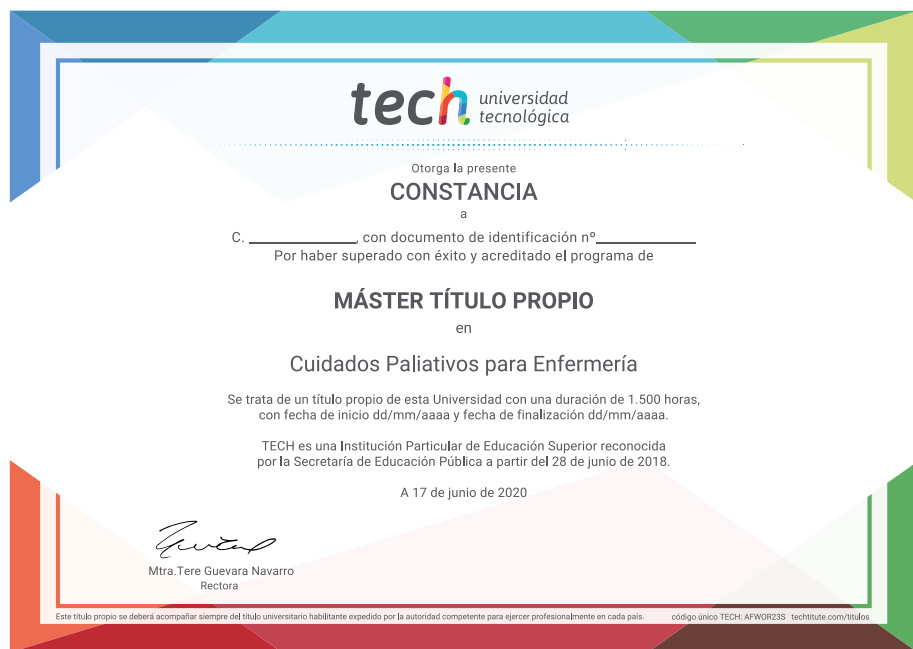 tech universidad
tecnológica
Otorga la presente
CONSTANCIA
a
C. ____________, con documento de identificación nº____________
Por haber superado con éxito y acreditado el programa de
MÁSTER TÍTULO PROPIO
en
Cuidados Paliativos para Enfermería
Se trata de un título propio de esta Universidad con una duración de 1.500 horas,
con fecha de inicio dd/mm/aaaa y fecha de finalización dd/mm/aaaa.
TECH es una Institución Particular de Educación Superior reconocida
por la Secretaría de Educación Pública a partir del 28 de junio de 2018.
A 17 de junio de 2020
Mtra.Tere Guevara Navarro
Rectora
Este título propio se deberá acompañar siempre del título universitario habilitante expedido por la autoridad competente para ejercer profesionalmente en cada país. código único TECH: AFWOR23S techtitute.com/titulos